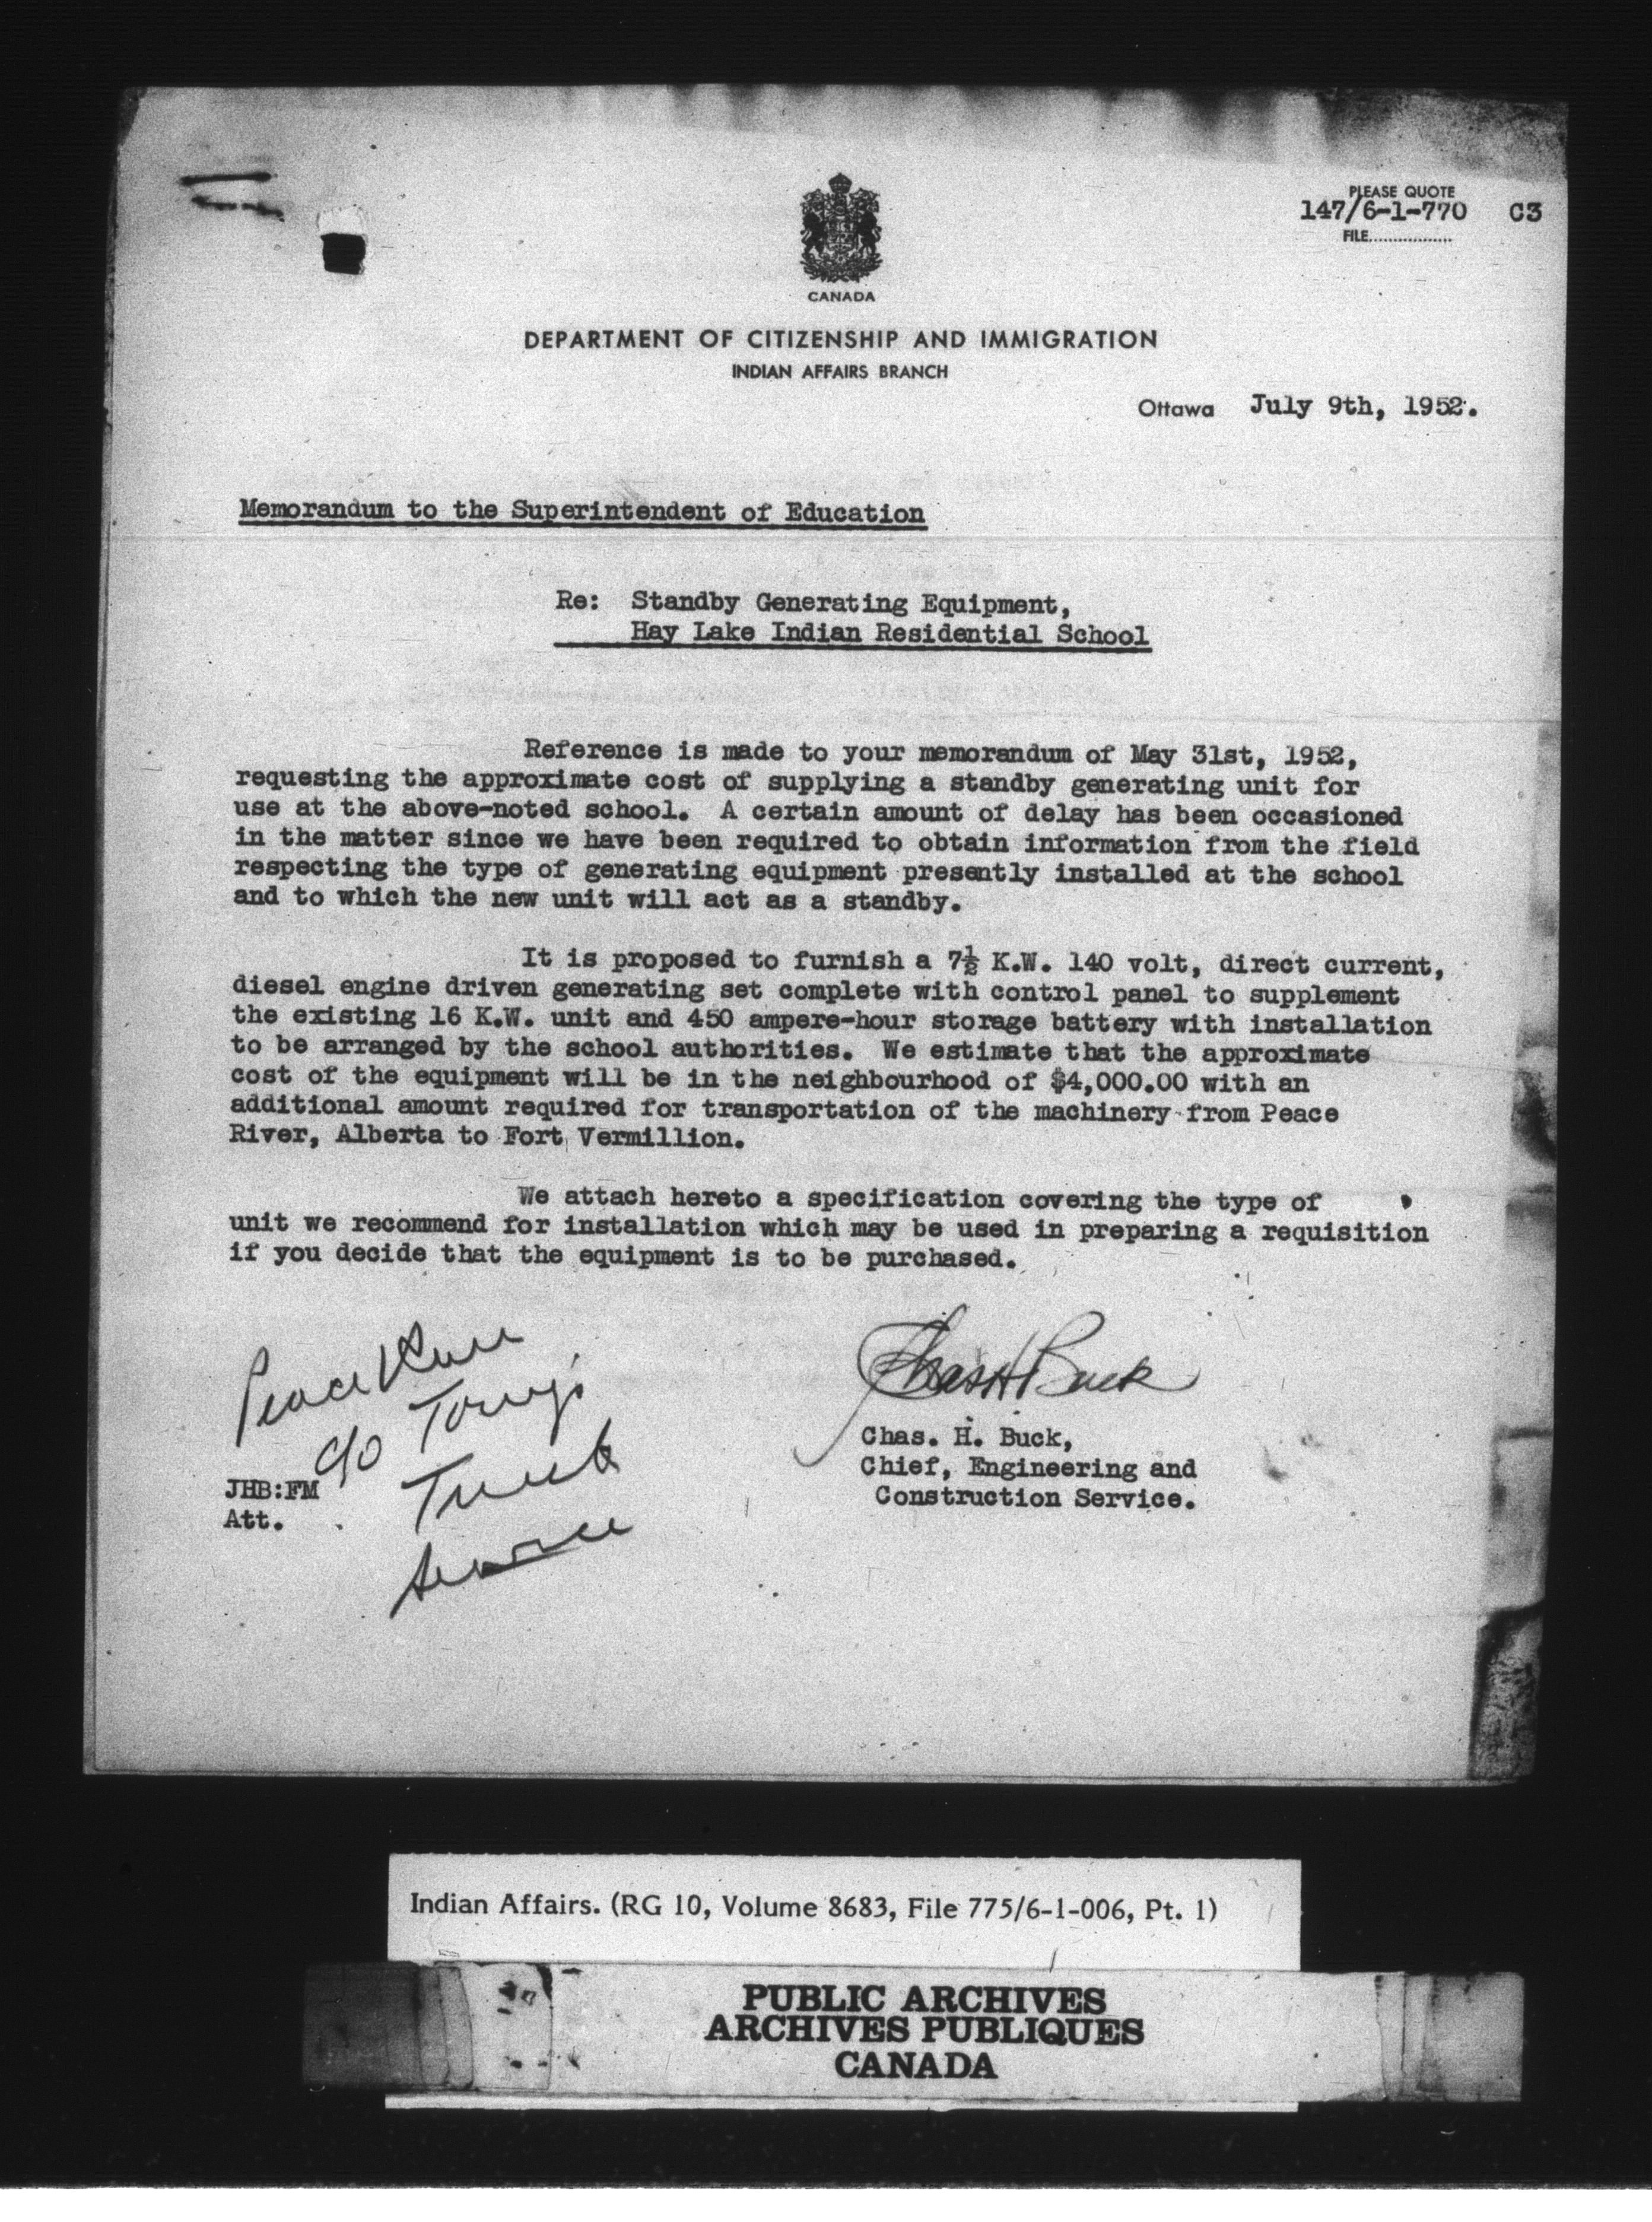 PLEASE QUOTE
147/6-1-770 C3
FILE.................
CANADA
DEPARTMENT OF CITIZENSHIP AND IMMIGRATION
INDIAN AFFAIRS BRANCH
Ottawa July 9th, 1952.
Memorandum to the Superintendent of Education
Re: Standby Generating Equipment,
Hay Lake Indian Residential School
Reference is made to your memorandum of May 31st, 1952,
requesting the approximate cost of supplying a standby generating unit for
use at the above-noted school. A certain amount of delay has been occasioned
in the matter since we have been required to obtain information from the field
respecting the type of generating equipment presently installed at the school
and to which the new unit will act as a standby.
It is proposed to furnish a 7½ K.W. 140 volt, direct current,
diesel engine driven generating set complete with control panel to supplement
the existing 16 K.W. unit and 450 ampere-hour storage battery with installation
to be arranged by the school authorities. We estimate that the approximate
cost of the equipment will be in the neighbourhood of $4,000.00 with an
additional amount required for transportation of the machinery from Peace
River, Alberta to Fort Vermillion.
We attach hereto a specification covering the type of
unit we recommend for installation which may be used in preparing a requisition
if you decide that the equipment is to be purchased.
Peace River
c/o
Truck
Service
Chas H Buck
Chas. H. Buck,
Chief, Engineering and
Construction Service.
JHB:FM
Att.
Indian Affairs. (RG 10, Volume 8683, File 775/6-1-006, Pt. 1)
PUBLIC ARCHIVES
ARCHIVES PUBLIQUES
CANADA